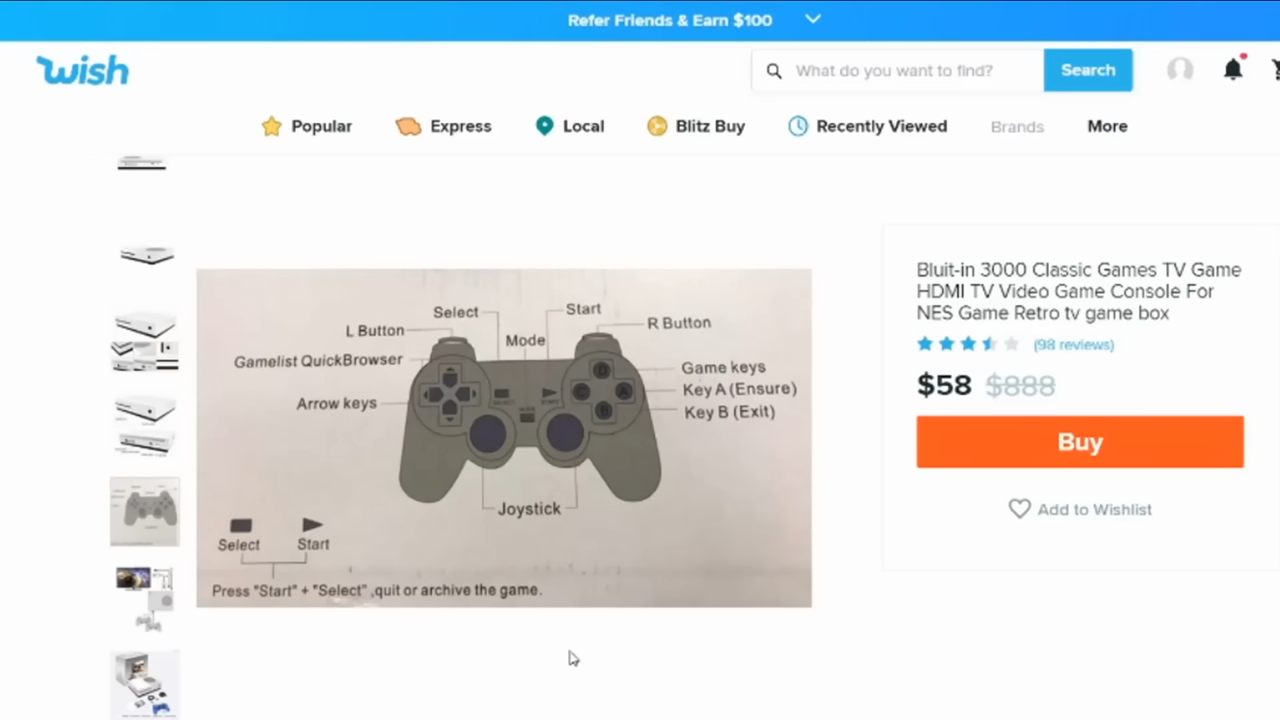 Refer Friends & Earn $100
wish
What do you want to find?
Search
Popular
Express
Local
Blitz Buy
Recently Viewed
Brands
More
Select
Start
L Button
Mode
R Button
Gamelist QuickBrowser
Game keys
Key A (Ensure)
Arrow keys
Key B (Exit)
D
C
A
B
Joystick
Select
Start
Press "Start" + "Select" ,quit or archive the game.
Bluit-in 3000 Classic Games TV Game
HDMI TV Video Game Console For
NES Game Retro tv game box
(98 reviews)
$58 $888
Buy
Add to Wishlist